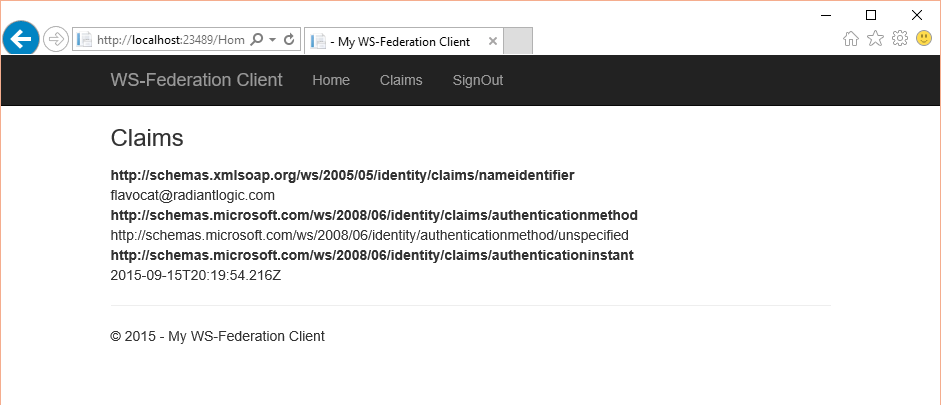 http://localhost:23489/Hom
- My WS-Federation Client
WS-Federation Client Home Claims SignOut
Claims
http://schemas.xmlsoap.org/ws/2005/05/identity/claims/nameidentifier
flavocat@radiantlogic.com
http://schemas.microsoft.com/ws/2008/06/identity/claims/authenticationmethod
http://schemas.microsoft.com/ws/2008/06/identity/authenticationmethod/unspecified
http://schemas.microsoft.com/ws/2008/06/identity/claims/authenticationinstant
2015-09-15T20:19:54.216Z
© 2015 - My WS-Federation Client